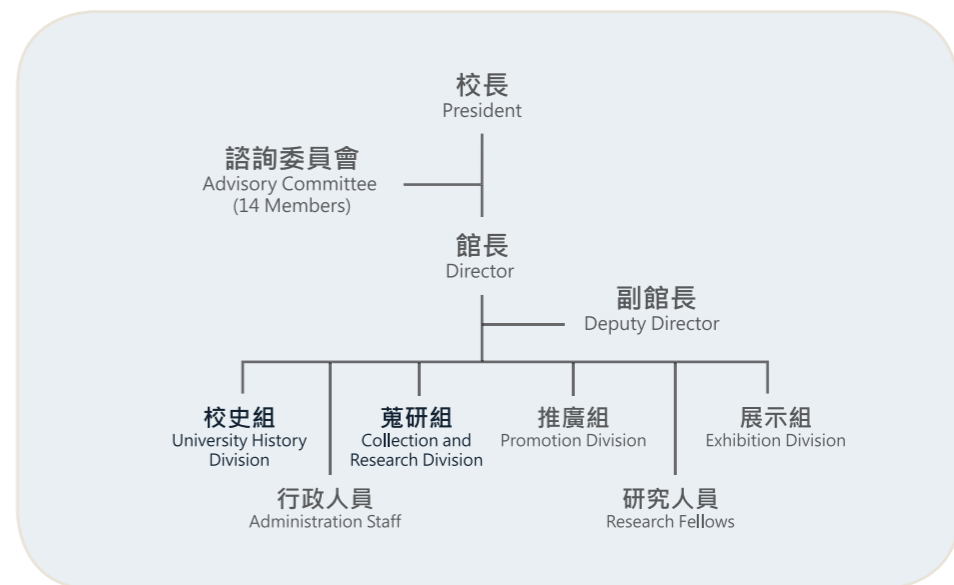 校長
President
諮詢委員會
Advisory Committee
(14 Members)
館長
Director
副館長
Deputy Director
校史組
University History
Division
蒐研組
Collection and
Research Division
推廣組
Promotion Division
展示組
Exhibition Division
行政人員
Administration Staff
研究人員
Research Fellows